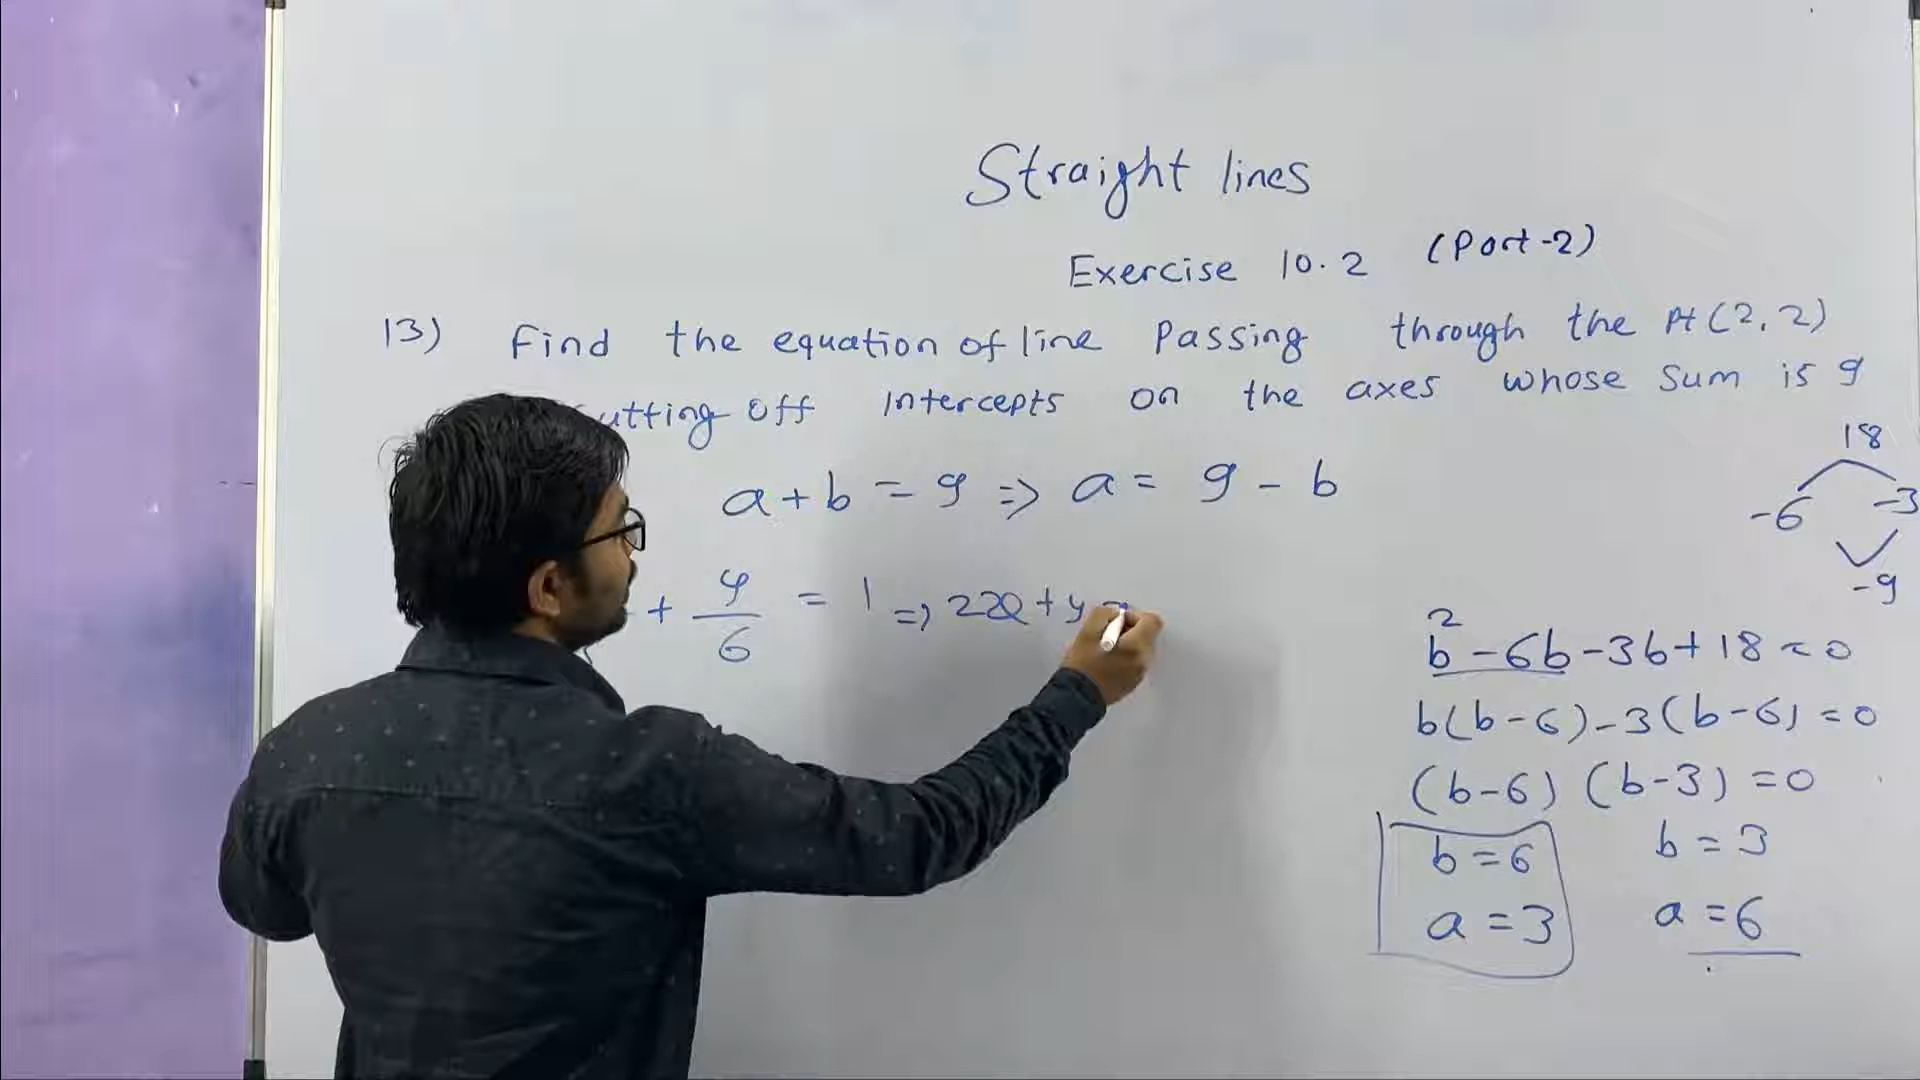 Straight lines
Exercise 10.2 (Part-2)
13) Find the equation of line Passing through the Pt (2,2)
utting off intercepts on the axes whose sum is 9
a + b = 9 => a = 9 - b
18
-6 -3
-9
+ y/6 = 1 => 2x + y =
b² - 6b - 3b + 18 = 0
b(b-6) - 3(b-6) = 0
(b-6) (b-3) = 0
b = 6 b = 3
a = 3 a = 6